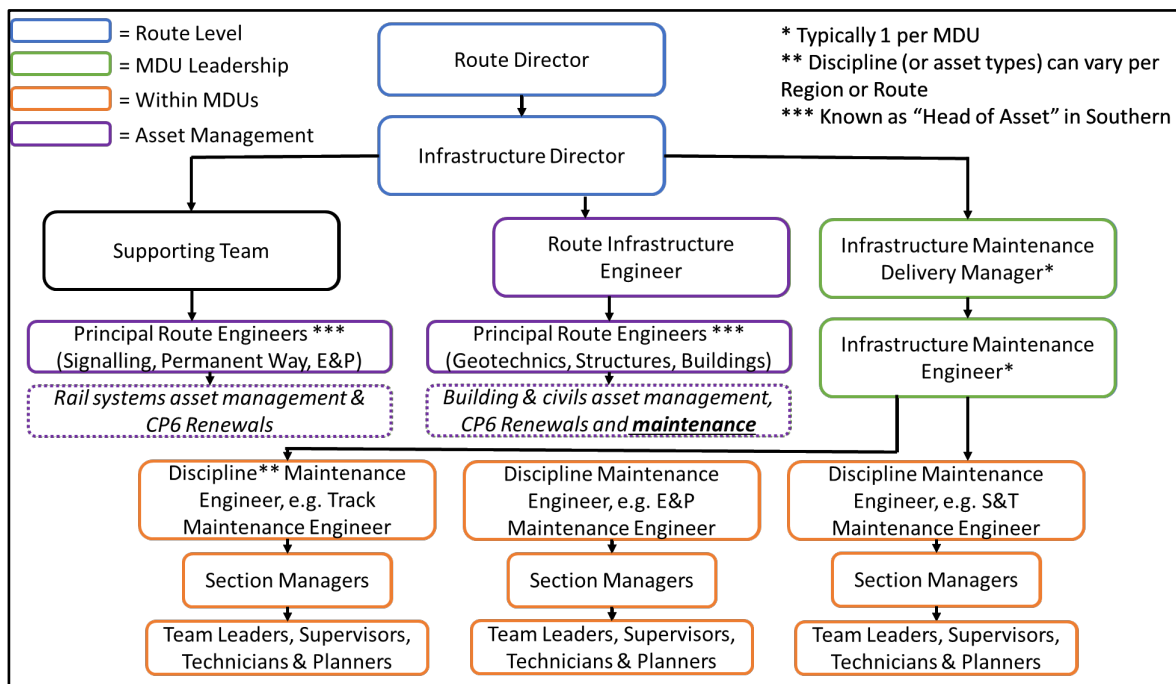 = Route Level
= MDU Leadership
= Within MDUs
= Asset Management
* Typically 1 per MDU
** Discipline (or asset types) can vary per
Region or Route
*** Known as “Head of Asset” in Southern
Route Director
Infrastructure Director
Supporting Team
Route Infrastructure
Engineer
Infrastructure Maintenance
Delivery Manager*
Principal Route Engineers ***
(Signalling, Permanent Way, E&P)
Principal Route Engineers ***
(Geotechnics, Structures, Buildings)
Infrastructure Maintenance
Engineer*
Rail systems asset management &
CP6 Renewals
Building & civils asset management,
CP6 Renewals and maintenance
Discipline** Maintenance
Engineer, e.g. Track
Maintenance Engineer
Discipline Maintenance
Engineer, e.g. E&P
Maintenance Engineer
Discipline Maintenance
Engineer, e.g. S&T
Maintenance Engineer
Section Managers
Section Managers
Section Managers
Team Leaders, Supervisors,
Technicians & Planners
Team Leaders, Supervisors,
Technicians & Planners
Team Leaders, Supervisors,
Technicians & Planners